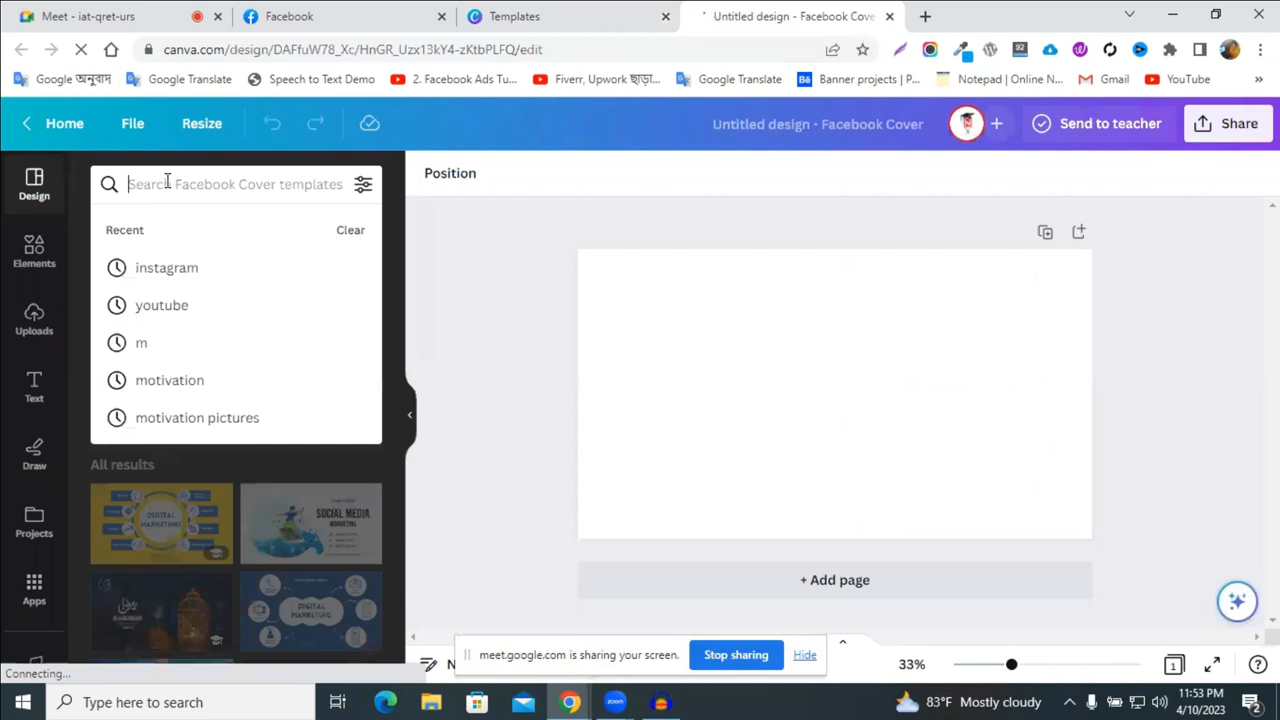 Meet - iat-qret-urs
Facebook
Templates
Untitled design - Facebook Cove
canva.com/design/DAFfuW78_Xc/HnGR_Uzx13kY4-zKtbPLFQ/edit
Google অনুবাদ
Google Translate
Speech to Text Demo
2. Facebook Ads Tu...
Fiverr, Upwork ছাড়া...
Google Translate
Banner projects | P...
Notepad | Online N...
Gmail
YouTube
Home
File
Resize
Untitled design - Facebook Cover
Send to teacher
Share
Design
Elements
Uploads
Text
Draw
Projects
Apps
Search Facebook Cover templates
Recent
Clear
instagram
youtube
m
motivation
motivation pictures
All results
DIGITAL
MARKETING
SOCIAL MEDIA
MARKETING
DIGITAL
MARKETING
Position
+ Add page
meet.google.com is sharing your screen.
Stop sharing
Hide
Connecting...
N
33%
1
Type here to search
zoom
83°F Mostly cloudy
11:53 PM
4/10/2023
2